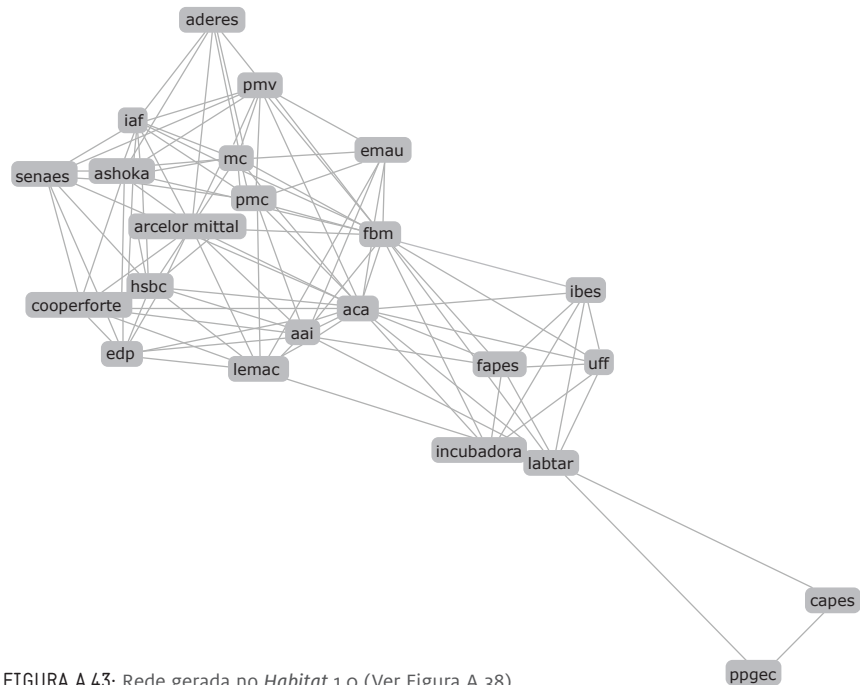 aderes
pmv
iaf
mc
emau
senaes
ashoka
pmc
arcelor mittal
fbm
hsbc
ibes
cooperforte
aca
aai
edp
lemac
fapes
uff
incubadora
labtar
capes
ppgec
FIGURA A.43: Rede gerada no Habitat 1.0 (Ver Figura A.38)